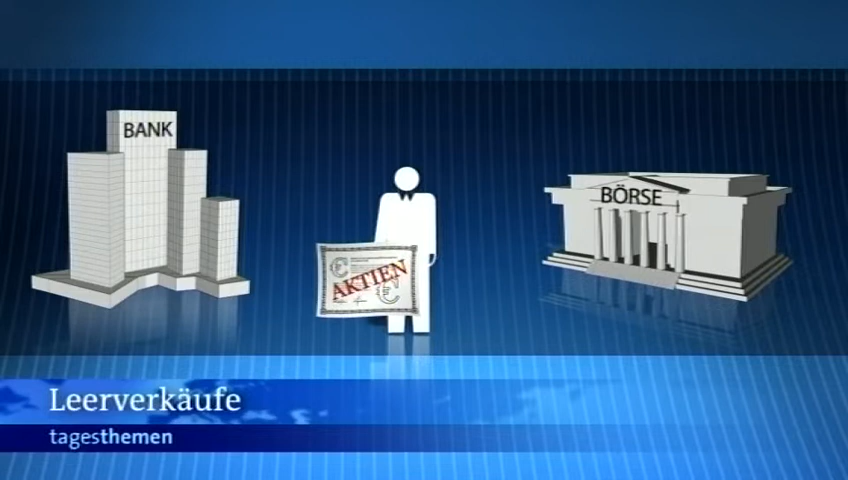 BANK
BÖRSE
AKTIEN
Leerverkäufe
tagesthemen